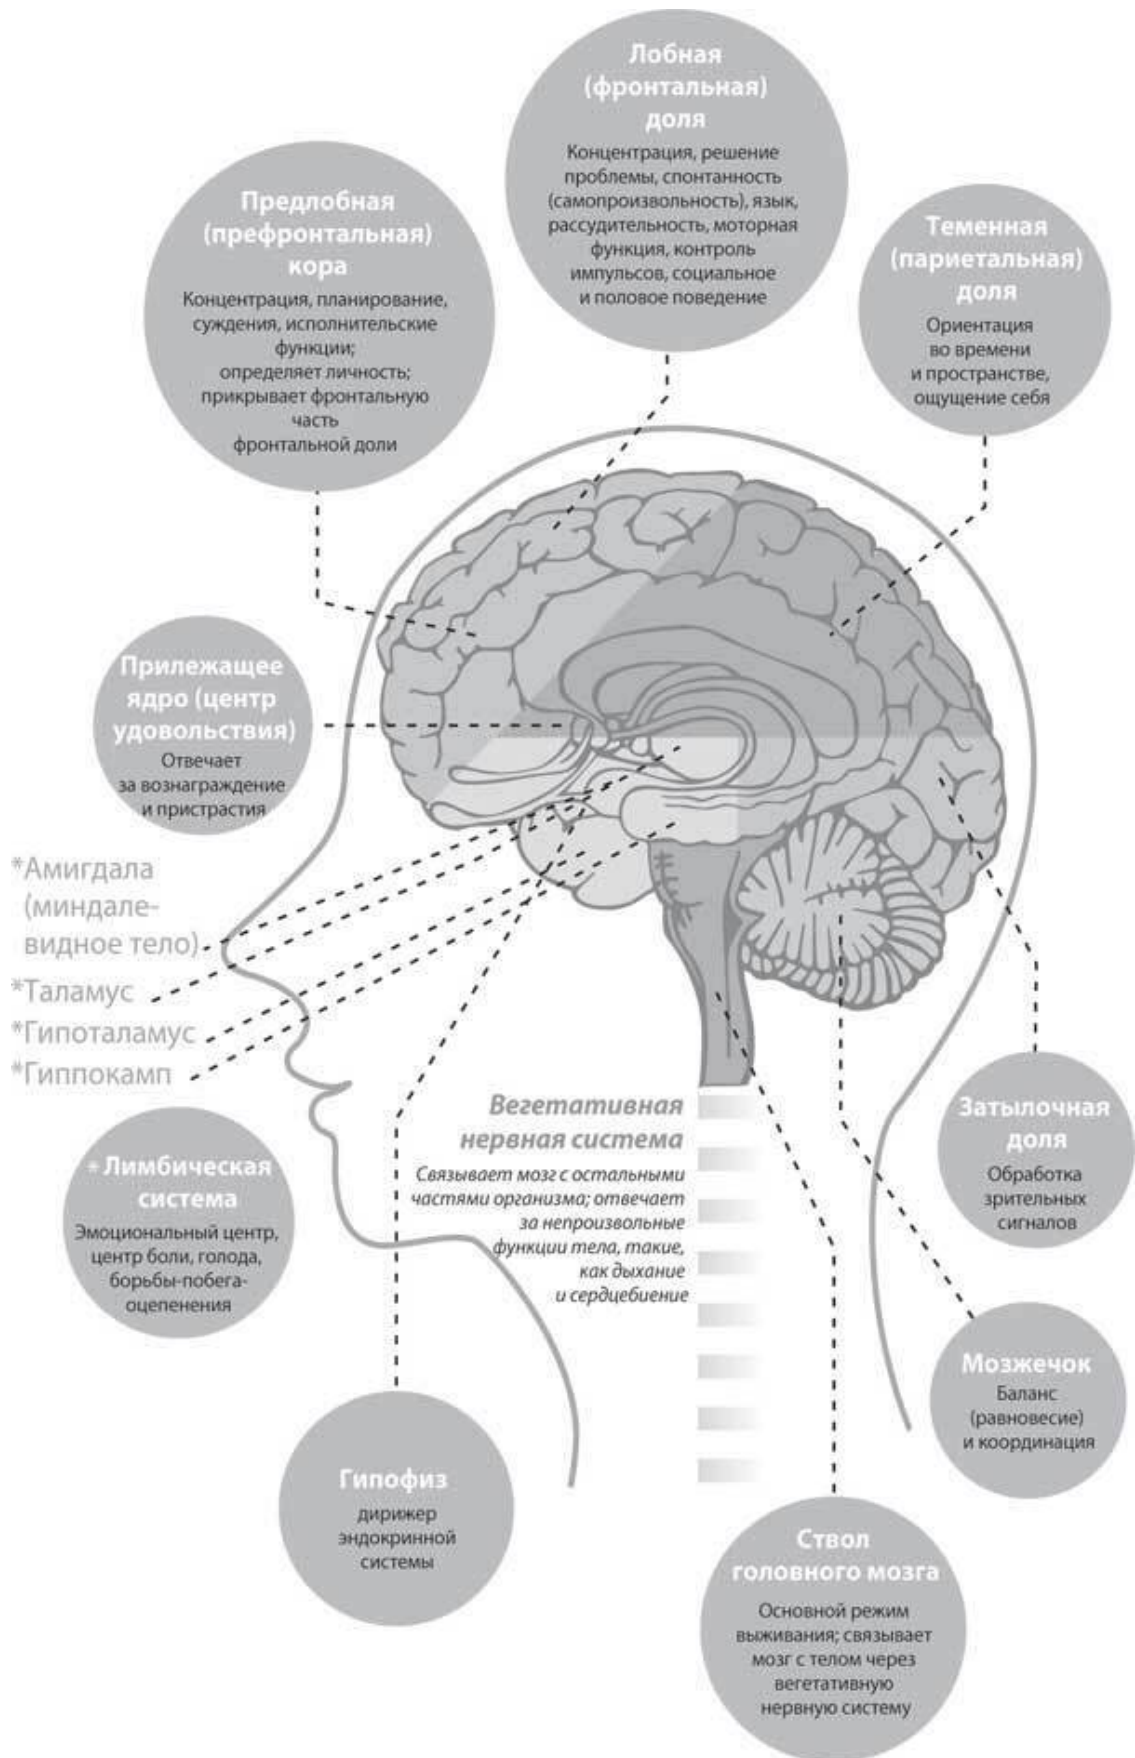 Лобная
(фронтальная)
доля
Концентрация, решение
проблемы, спонтанность
(самопроизвольность), язык,
рассудительность, моторная
функция, контроль
импульсов, социальное
и половое поведение
Предлобная
(префронтальная)
кора
Концентрация, планирование,
суждения, исполнительские
функции;
определяет личность;
прикрывает фронтальную
часть
фронтальной доли
Теменная
(париетальная)
доля
Ориентация
во времени
и пространстве,
ощущение себя
Прилежащее
ядро (центр
удовольствия)
Отвечает
за вознаграждение
и пристрастия
*Амигдала
(миндале-
видное тело)
*Таламус
*Гипоталамус
*Гиппокамп
* Лимбическая
система
Эмоциональный центр,
центр боли, голода,
борьбы-побега-
оцепенения
Вегетативная
нервная система
Связывает мозг с остальными
частями организма; отвечает
за непроизвольные
функции тела, такие,
как дыхание
и сердцебиение
Затылочная
доля
Обработка
зрительных
сигналов
Мозжечок
Баланс
(равновесие)
и координация
Гипофиз
дирижер
эндокринной
системы
Ствол
головного мозга
Основной режим
выживания; связывает
мозг с телом через
вегетативную
нервную систему